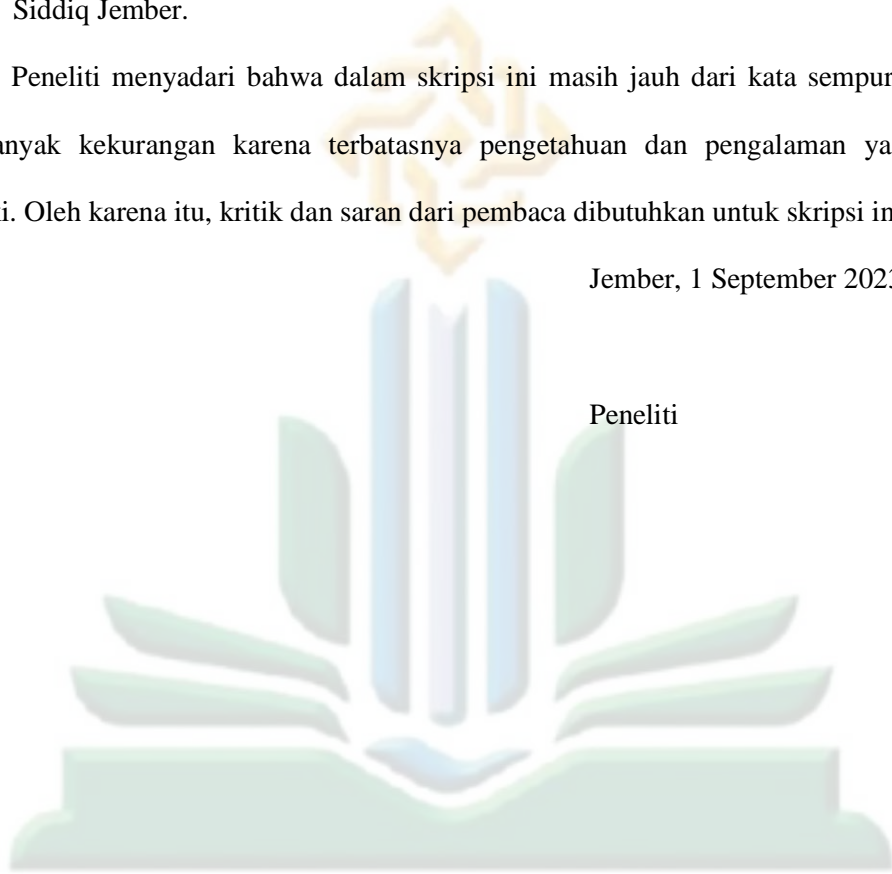 Siddiq Jember.
Peneliti menyadari bahwa dalam skripsi ini masih jauh dari kata sempur
anyak kekurangan karena terbatasnya pengetahuan dan pengalaman ya
i. Oleh karena itu, kritik dan saran dari pembaca dibutuhkan untuk skripsi in
Jember, 1 September 2023
Peneliti